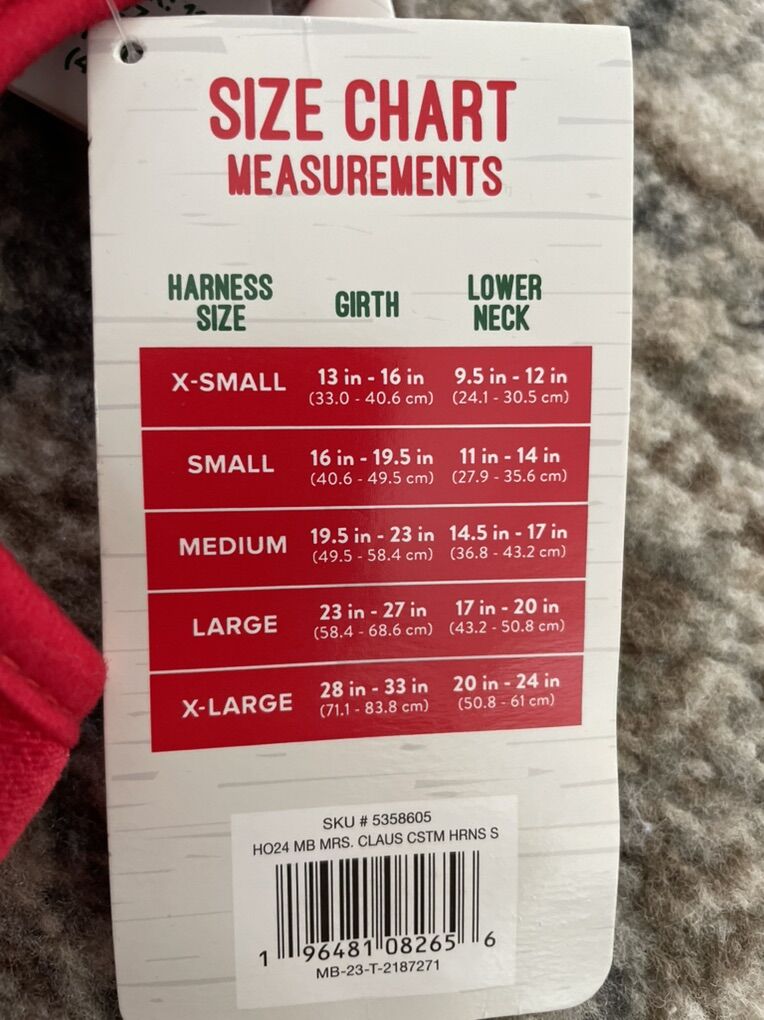 SIZE CHART
MEASUREMENTS
HARNESS SIZE GIRTH LOWER NECK
X-SMALL 13 in - 16 in 9.5 in - 12 in
(33.0 - 40.6 cm) (24.1 - 30.5 cm)
SMALL 16 in - 19.5 in 11 in - 14 in
(40.6 - 49.5 cm) (27.9 - 35.6 cm)
MEDIUM 19.5 in - 23 in 14.5 in - 17 in
(49.5 - 58.4 cm) (36.8 - 43.2 cm)
LARGE 23 in - 27 in 17 in - 20 in
(58.4 - 68.6 cm) (43.2 - 50.8 cm)
X-LARGE 28 in - 33 in 20 in - 24 in
(71.1 - 83.8 cm) (50.8 - 61 cm)
SKU # 5358605
HO24 MB MRS. CLAUS CSTM HRNS S
1 96481 08265 6
MB-23-T-2187271